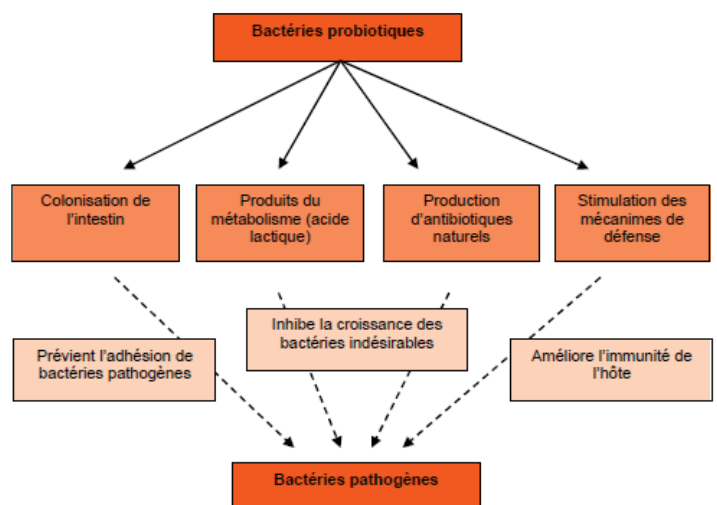 Bactéries probiotiques
Colonisation de
l'intestin
Produits du
métabolisme (acide
lactique)
Production
d'antibiotiques
naturels
Stimulation des
mécanimes de
défense
Prévient l'adhésion de
bactéries pathogènes
Inhibe la croissance des
bactéries indésirables
Améliore l'immunité de
l'hôte
Bactéries pathogènes